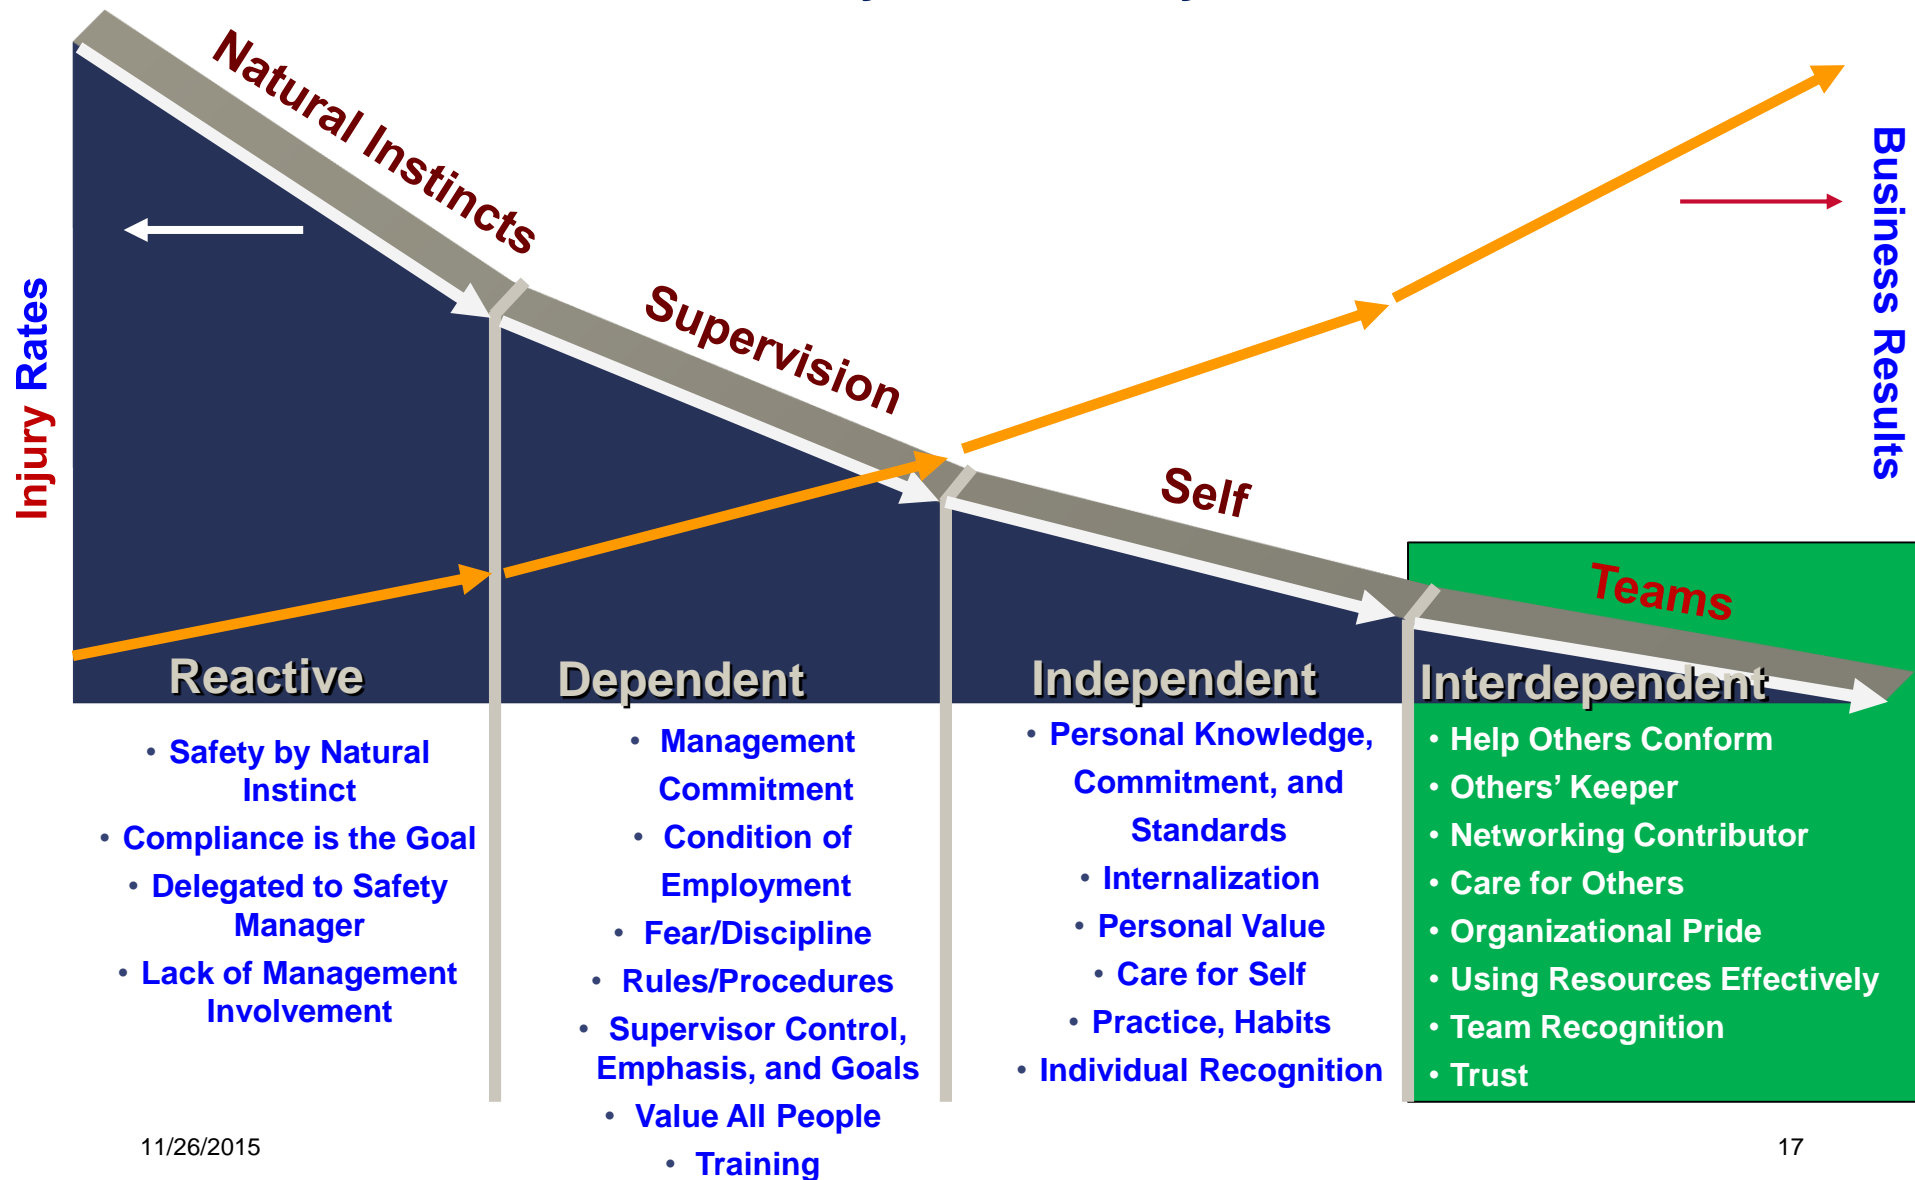 Natural Instincts
Supervision
Self
Teams
Injury Rates
Business Results
Reactive
• Safety by Natural
Instinct
• Compliance is the Goal
• Delegated to Safety
Manager
• Lack of Management
Involvement
Dependent
• Management
Commitment
• Condition of
Employment
• Fear/Discipline
• Rules/Procedures
• Supervisor Control,
Emphasis, and Goals
• Value All People
• Training
Independent
• Personal Knowledge,
Commitment, and
Standards
• Internalization
• Personal Value
• Care for Self
• Practice, Habits
• Individual Recognition
Interdependent
• Help Others Conform
• Others’ Keeper
• Networking Contributor
• Care for Others
• Organizational Pride
• Using Resources Effectively
• Team Recognition
• Trust
11/26/2015
17